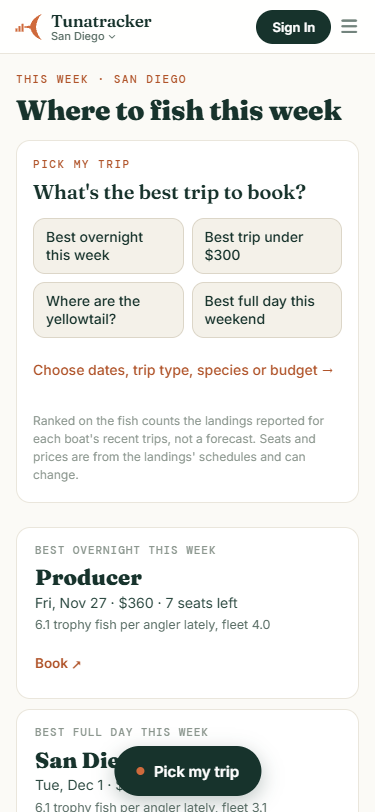 Tunatracker
San Diego
Sign In
THIS WEEK · SAN DIEGO
Where to fish this week
PICK MY TRIP
What's the best trip to book?
Best overnight
this week
Best trip under
$300
Where are the
yellowtail?
Best full day this
weekend
Choose dates, trip type, species or budget →
Ranked on the fish counts the landings reported for
each boat's recent trips, not a forecast. Seats and
prices are from the landings' schedules and can
change.
BEST OVERNIGHT THIS WEEK
Producer
Fri, Nov 27 · $360 · 7 seats left
6.1 trophy fish per angler lately, fleet 4.0
Book ↗
BEST FULL DAY THIS WEEK
San Die
Tue, Dec 1 ·
Pick my trip
6.1 trophy fish per angler lately, fleet 3.1